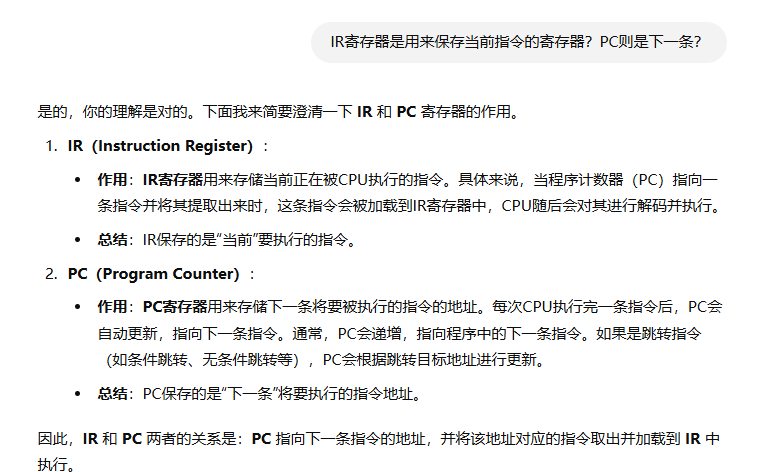 IR寄存器是用来保存当前指令的寄存器？PC则是下一条？
是的，你的理解是对的。下面我来简要澄清一下 IR 和 PC 寄存器的作用。
1. IR（Instruction Register）：
• 作用：IR寄存器用来存储当前正在被CPU执行的指令。具体来说，当程序计数器（PC）指向一
条指令并将其提取出来时，这条指令会被加载到IR寄存器中，CPU随后会对其进行解码并执行。
• 总结：IR保存的是“当前”要执行的指令。
2. PC（Program Counter）：
• 作用：PC寄存器用来存储下一条将要被执行的指令的地址。每次CPU执行完一条指令后，PC会
自动更新，指向下一条指令。通常，PC会递增，指向程序中的下一条指令。如果是跳转指令
（如条件跳转、无条件跳转等），PC会根据跳转目标地址进行更新。
• 总结：PC保存的是“下一条”将要执行的指令地址。
因此，IR 和 PC 两者的关系是：PC 指向下一条指令的地址，并将该地址对应的指令取出并加载到 IR 中
执行。